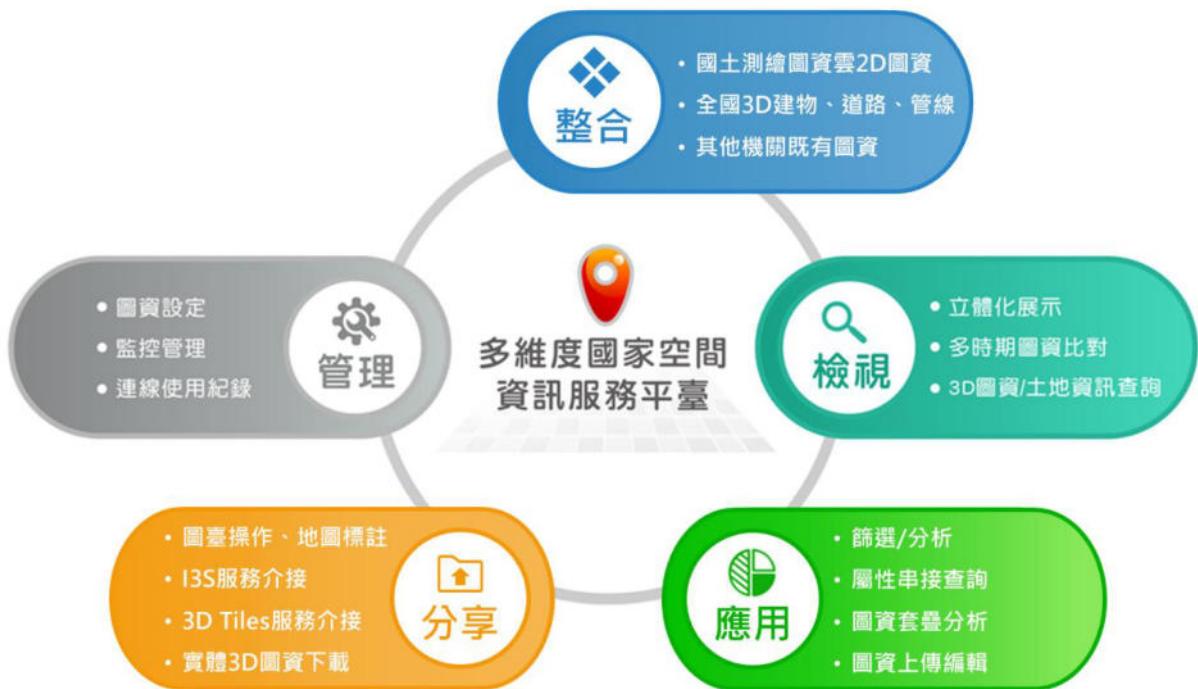 整合
• 國土測繪圖資雲2D圖資
• 全國3D建物、道路、管線
• 其他機關既有圖資
多維度國家空間
資訊服務平臺
檢視
• 立體化展示
• 多時期圖資比對
• 3D圖資/土地資訊查詢
應用
• 篩選/分析
• 屬性串接查詢
• 圖資套疊分析
• 圖資上傳編輯
分享
• 圖臺操作、地圖標註
• I3S服務介接
• 3D Tiles服務介接
• 實體3D圖資下載
管理
• 圖資設定
• 監控管理
• 連線使用紀錄